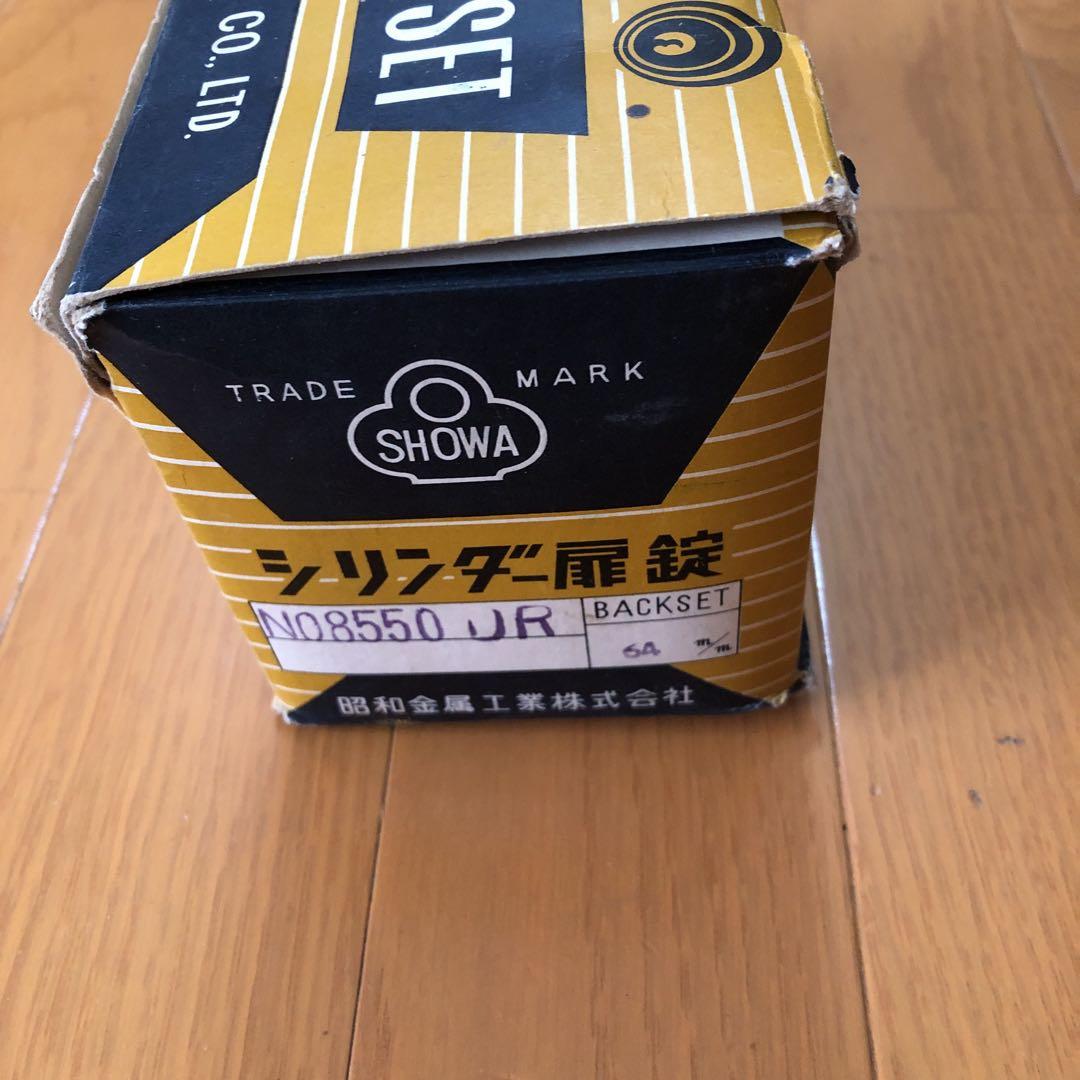 CO., LTD.
SET
TRADE MARK
SHOWA
シリンダー扉錠
NO8550 UR
BACKSET
64 m/m
昭和金属工業株式会社